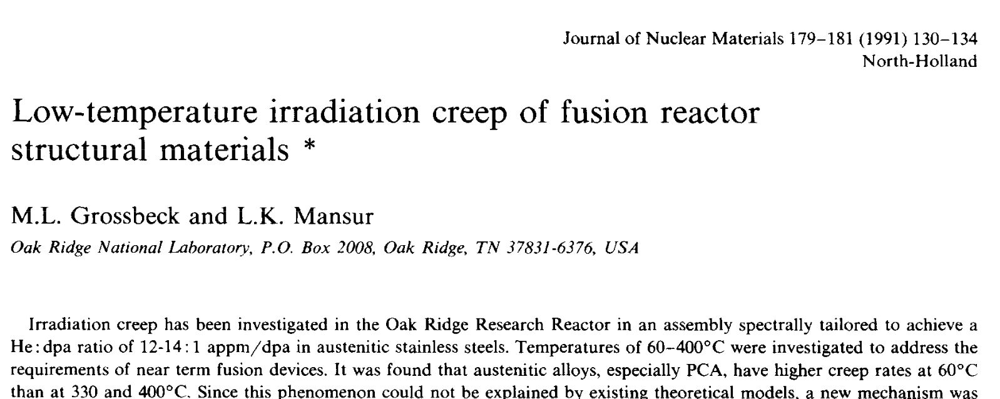 Journal of Nuclear Materials 179–181 (1991) 130–134
North-Holland
Low-temperature irradiation creep of fusion reactor
structural materials *
M.L. Grossbeck and L.K. Mansur
Oak Ridge National Laboratory, P.O. Box 2008, Oak Ridge, TN 37831-6376, USA
Irradiation creep has been investigated in the Oak Ridge Research Reactor in an assembly spectrally tailored to achieve a
He : dpa ratio of 12-14 : 1 appm/dpa in austenitic stainless steels. Temperatures of 60–400°C were investigated to address the
requirements of near term fusion devices. It was found that austenitic alloys, especially PCA, have higher creep rates at 60°C
than at 330 and 400°C. Since this phenomenon could not be explained by existing theoretical models, a new mechanism was